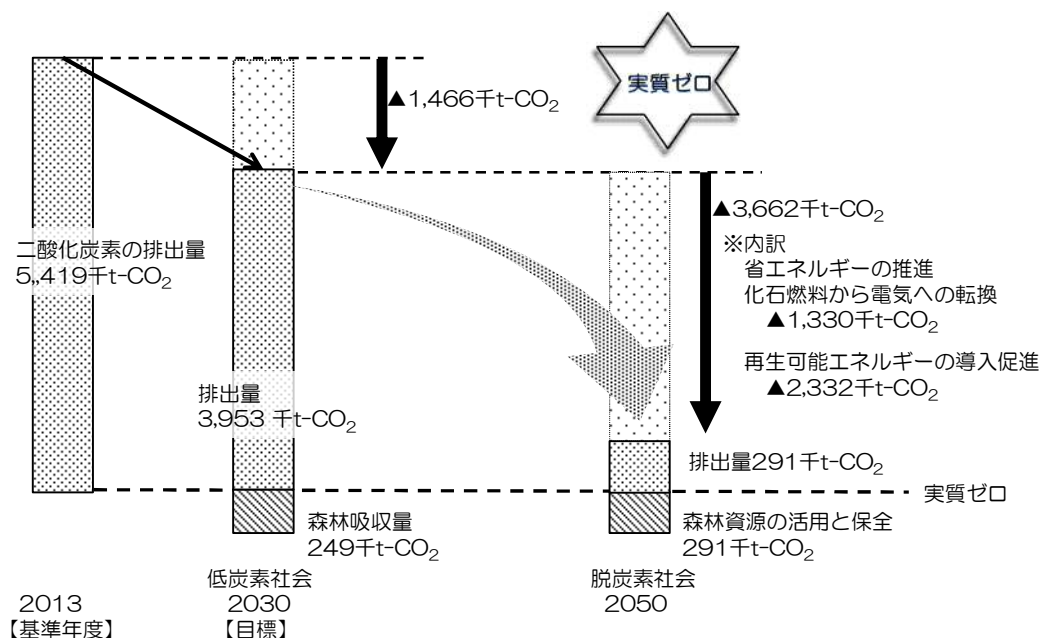 実質ゼロ
▲1,466千t-CO₂
▲3,662千t-CO₂
※内訳
省エネルギーの推進
化石燃料から電気への転換
▲1,330千t-CO₂
再生可能エネルギーの導入促進
▲2,332千t-CO₂
二酸化炭素の排出量
5,419千t-CO₂
排出量
3,953 千t-CO₂
排出量291千t-CO₂
実質ゼロ
森林吸収量
249千t-CO₂
森林資源の活用と保全
291千t-CO₂
2013
【基準年度】
低炭素社会
2030
【目標】
脱炭素社会
2050